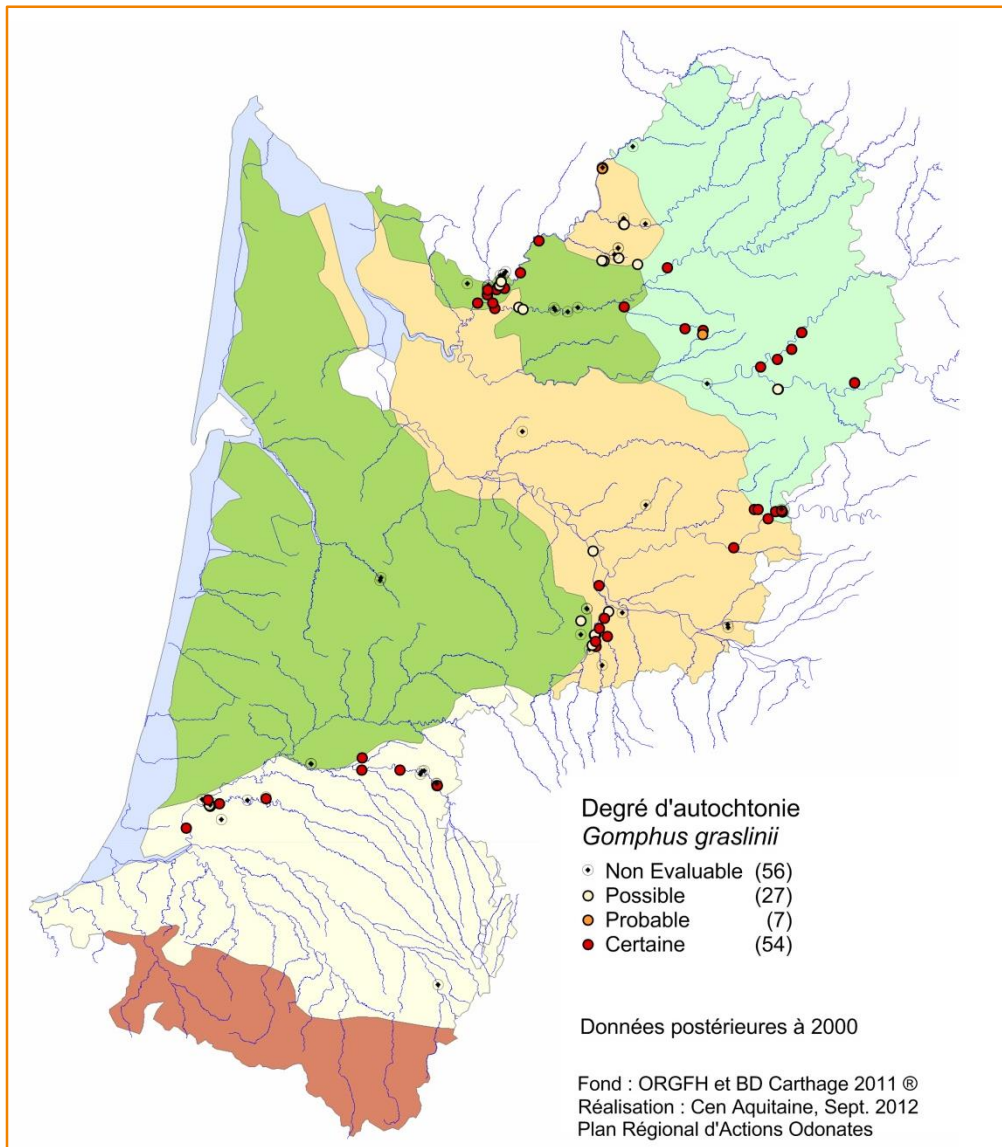 Degré d'autochtonie
Gomphus graslinii
Non Evaluable (56)
Possible (27)
Probable (7)
Certaine (54)
Données postérieures à 2000
Fond : ORGFH et BD Carthage 2011 ®
Réalisation : Cen Aquitaine, Sept. 2012
Plan Régional d'Actions Odonates